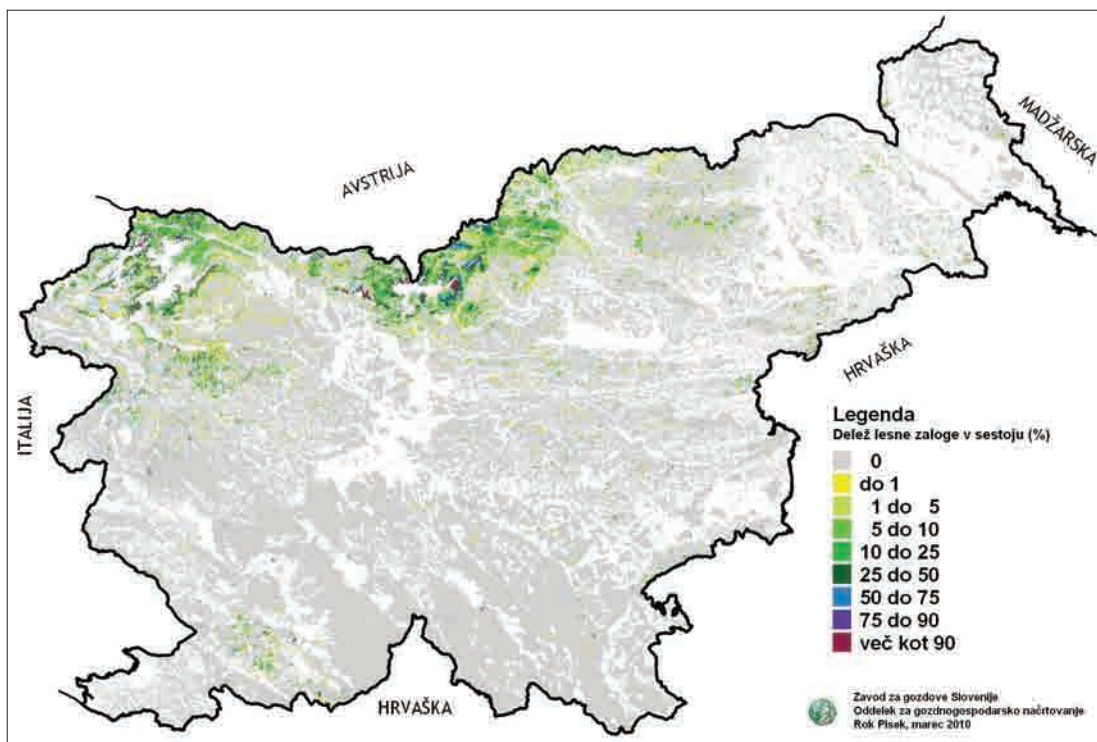 MADŽARSKA
AVSTRIJA
HRVAŠKA
ITALIJA
Legenda
Delež lesne zaloge v sestoju (%)
0
do 1
1 do 5
5 do 10
10 do 25
25 do 50
50 do 75
75 do 90
več kot 90
HRVAŠKA
Zavod za gozdove Slovenije
Oddelek za gozdnogospodarsko načrtovanje
Rok Pisek, marec 2010